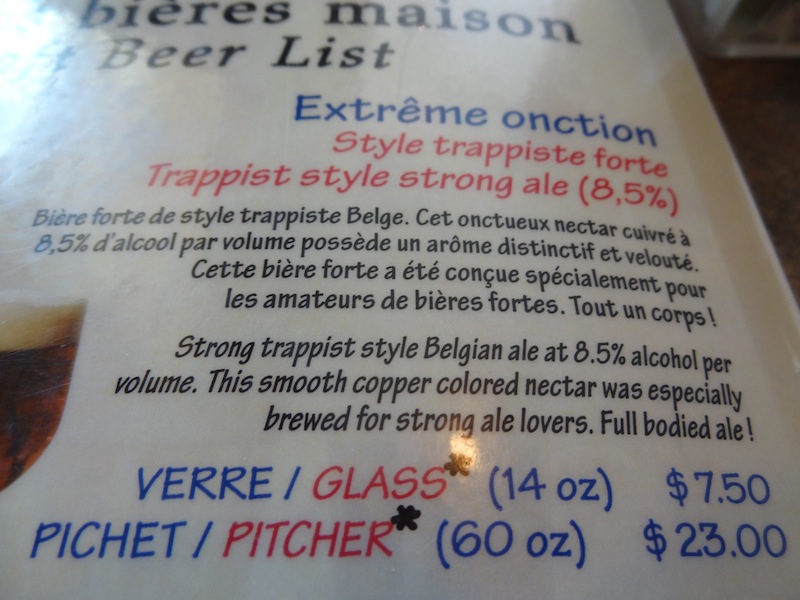 bières maison
Beer List
Extrême onction
Style trappiste forte
Trappist style strong ale (8,5%)
Bière forte de style trappiste Belge. Cet onctueux nectar cuivré à
8,5% d'alcool par volume possède un arôme distinctif et velouté.
Cette bière forte a été conçue spécialement pour
les amateurs de bières fortes. Tout un corps!
Strong trappist style Belgian ale at 8.5% alcohol per
volume. This smooth copper colored nectar was especially
brewed for strong ale lovers. Full bodied ale!
VERRE / GLASS* (14 oz) $7.50
PICHET / PITCHER* (60 oz) $23.00